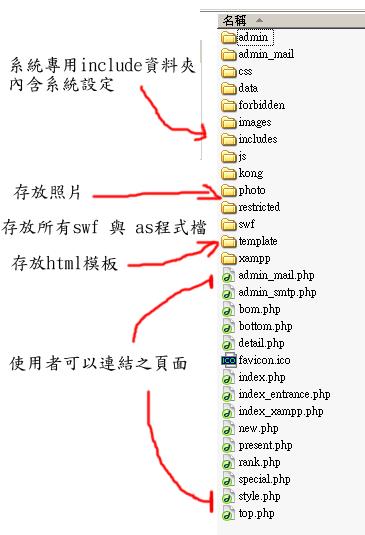 名稱
admin
admin_mail
系統專用include資料夾
css
內含系統設定
data
forbidden
images
includes
js
kong
存放照片
photo
restricted
存放所有swf 與 as程式檔
swf
template
存放html模板
xampp
admin_mail.php
admin_smtp.php
bom.php
bottom.php
detail.php
使用者可以連結之頁面
favicon.ico
index.php
index_entrance.php
index_xampp.php
new.php
present.php
rank.php
special.php
style.php
top.php